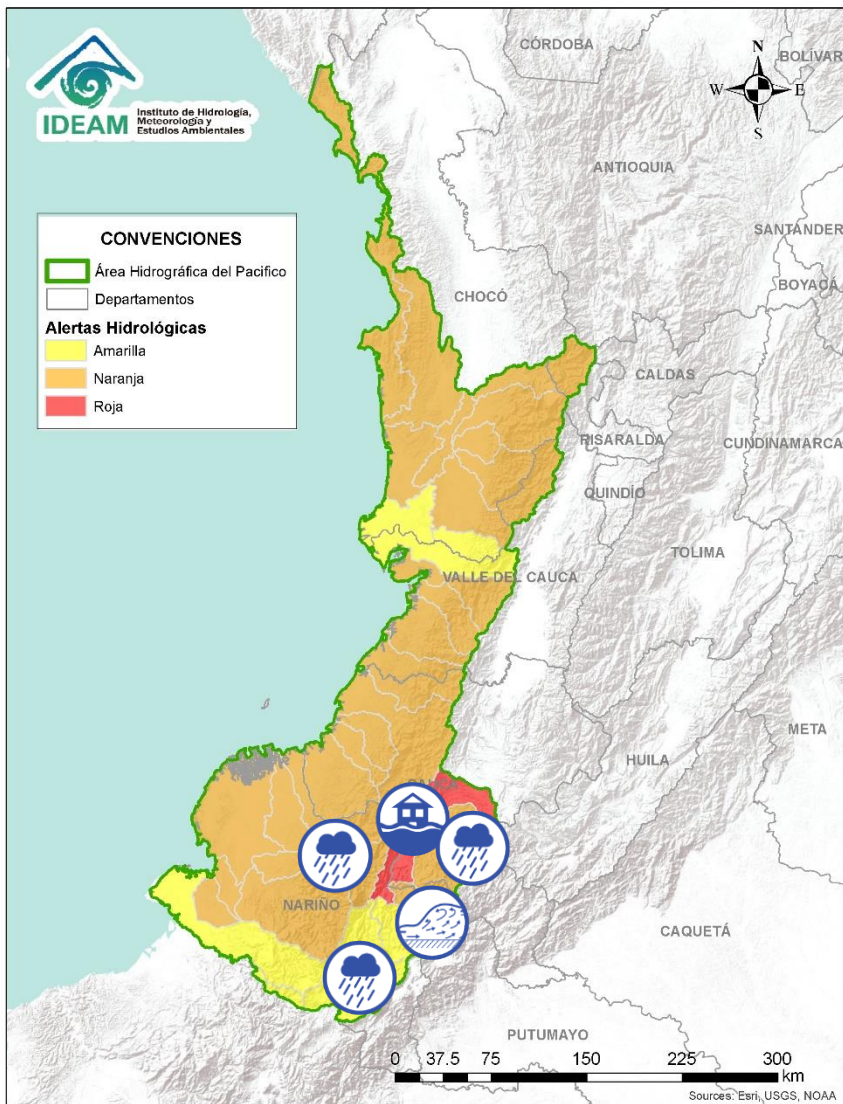 IDEAM
Instituto de Hidrología,
Meteorología y
Estudios Ambientales
N
W E
S
CÓRDOBA
BOLÍVAR
ANTIOQUIA
SANTANDER
BOYACÁ
CONVENCIONES
Área Hidrográfica del Pacifico
Departamentos
Alertas Hidrológicas
Amarilla
Naranja
Roja
CHOCÓ
CALDAS
RISARALDA
CUNDINAMARCA
QUINDÍO
TOLIMA
VALLE DEL CAUCA
META
HUILA
NARIÑO
CAQUETÁ
PUTUMAYO
0 37.5 75 150 225 300
km
Sources: Esri, USGS, NOAA